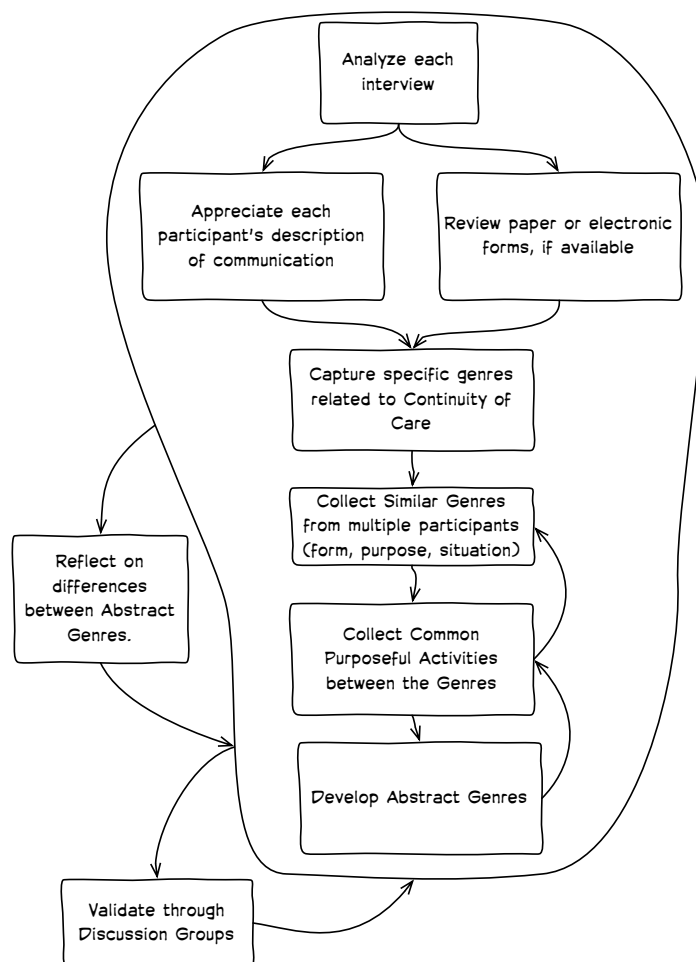 Analyze each
interview
Appreciate each
participant's description
of communication
Review paper or electronic
forms, if available
Capture specific genres
related to Continuity of
Care
Collect Similar Genres
from multiple participants
(form, purpose, situation)
Reflect on
differences
between Abstract
Genres.
Collect Common
Purposeful Activities
between the Genres
Develop Abstract Genres
Validate through
Discussion Groups